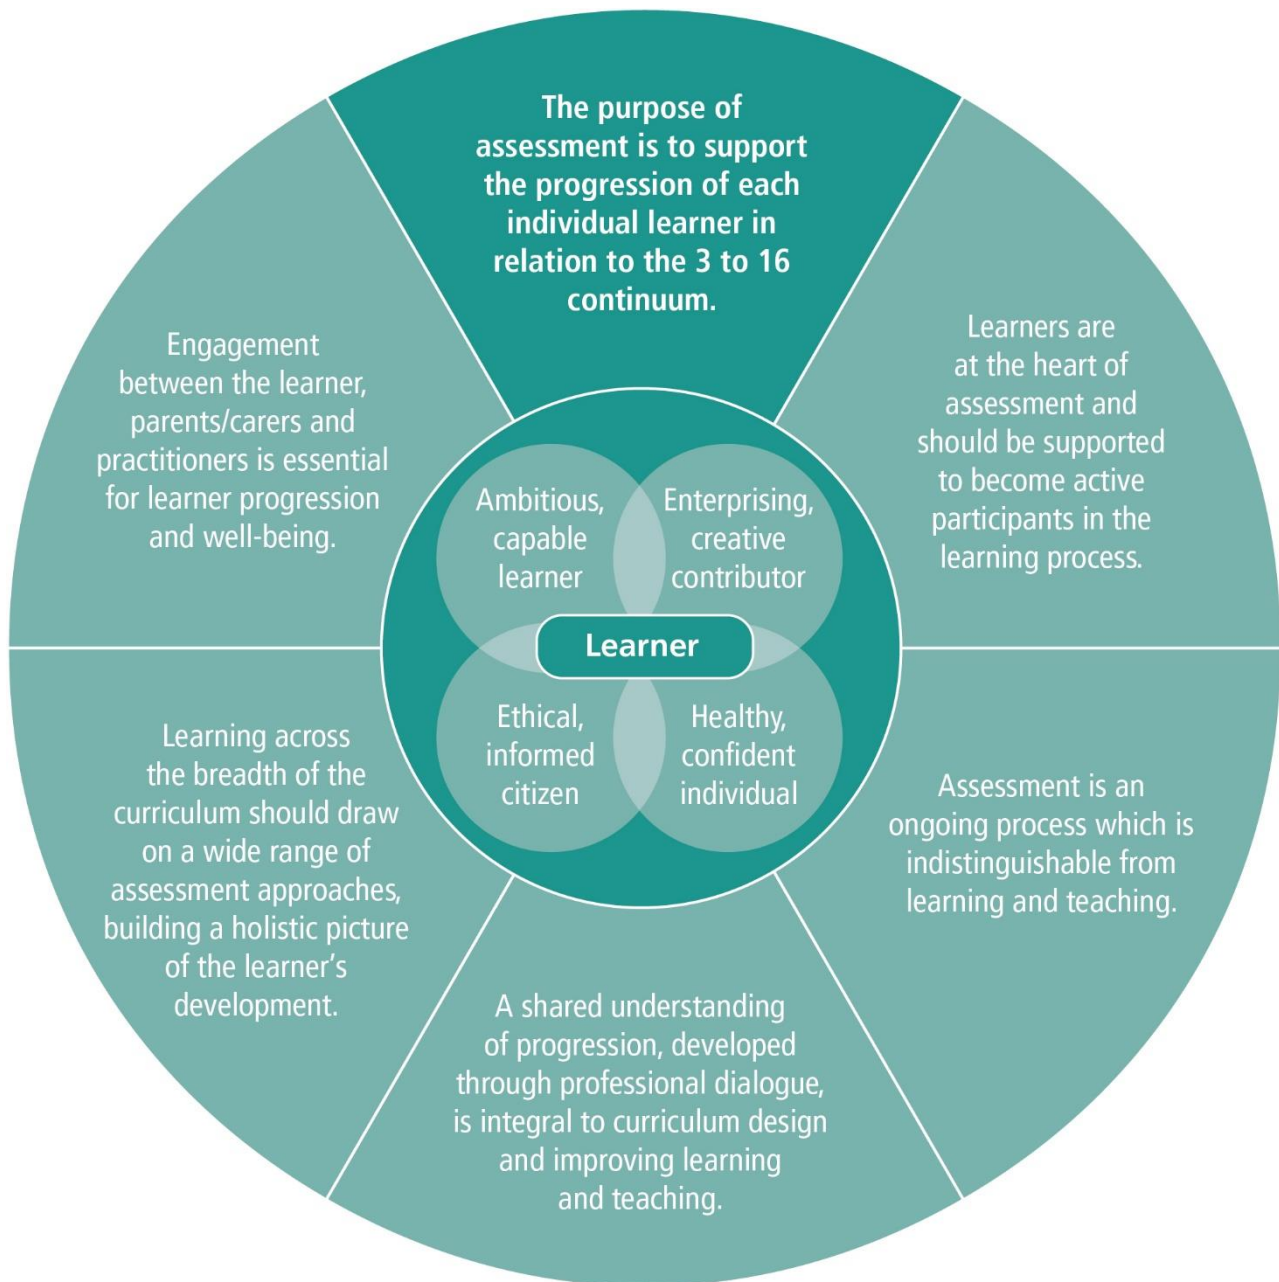 The purpose of
assessment is to support
the progression of each
individual learner in
relation to the 3 to 16
continuum.
Learners are
at the heart of
assessment and
should be supported
to become active
participants in the
learning process.
Assessment is an
ongoing process which is
indistinguishable from
learning and teaching.
A shared understanding
of progression, developed
through professional dialogue,
is integral to curriculum design
and improving learning
and teaching.
Learning across
the breadth of the
curriculum should draw
on a wide range of
assessment approaches,
building a holistic picture
of the learner’s
development.
Engagement
between the learner,
parents/carers and
practitioners is essential
for learner progression
and well-being.
Ambitious,
capable
learner
Enterprising,
creative
contributor
Learner
Ethical,
informed
citizen
Healthy,
confident
individual